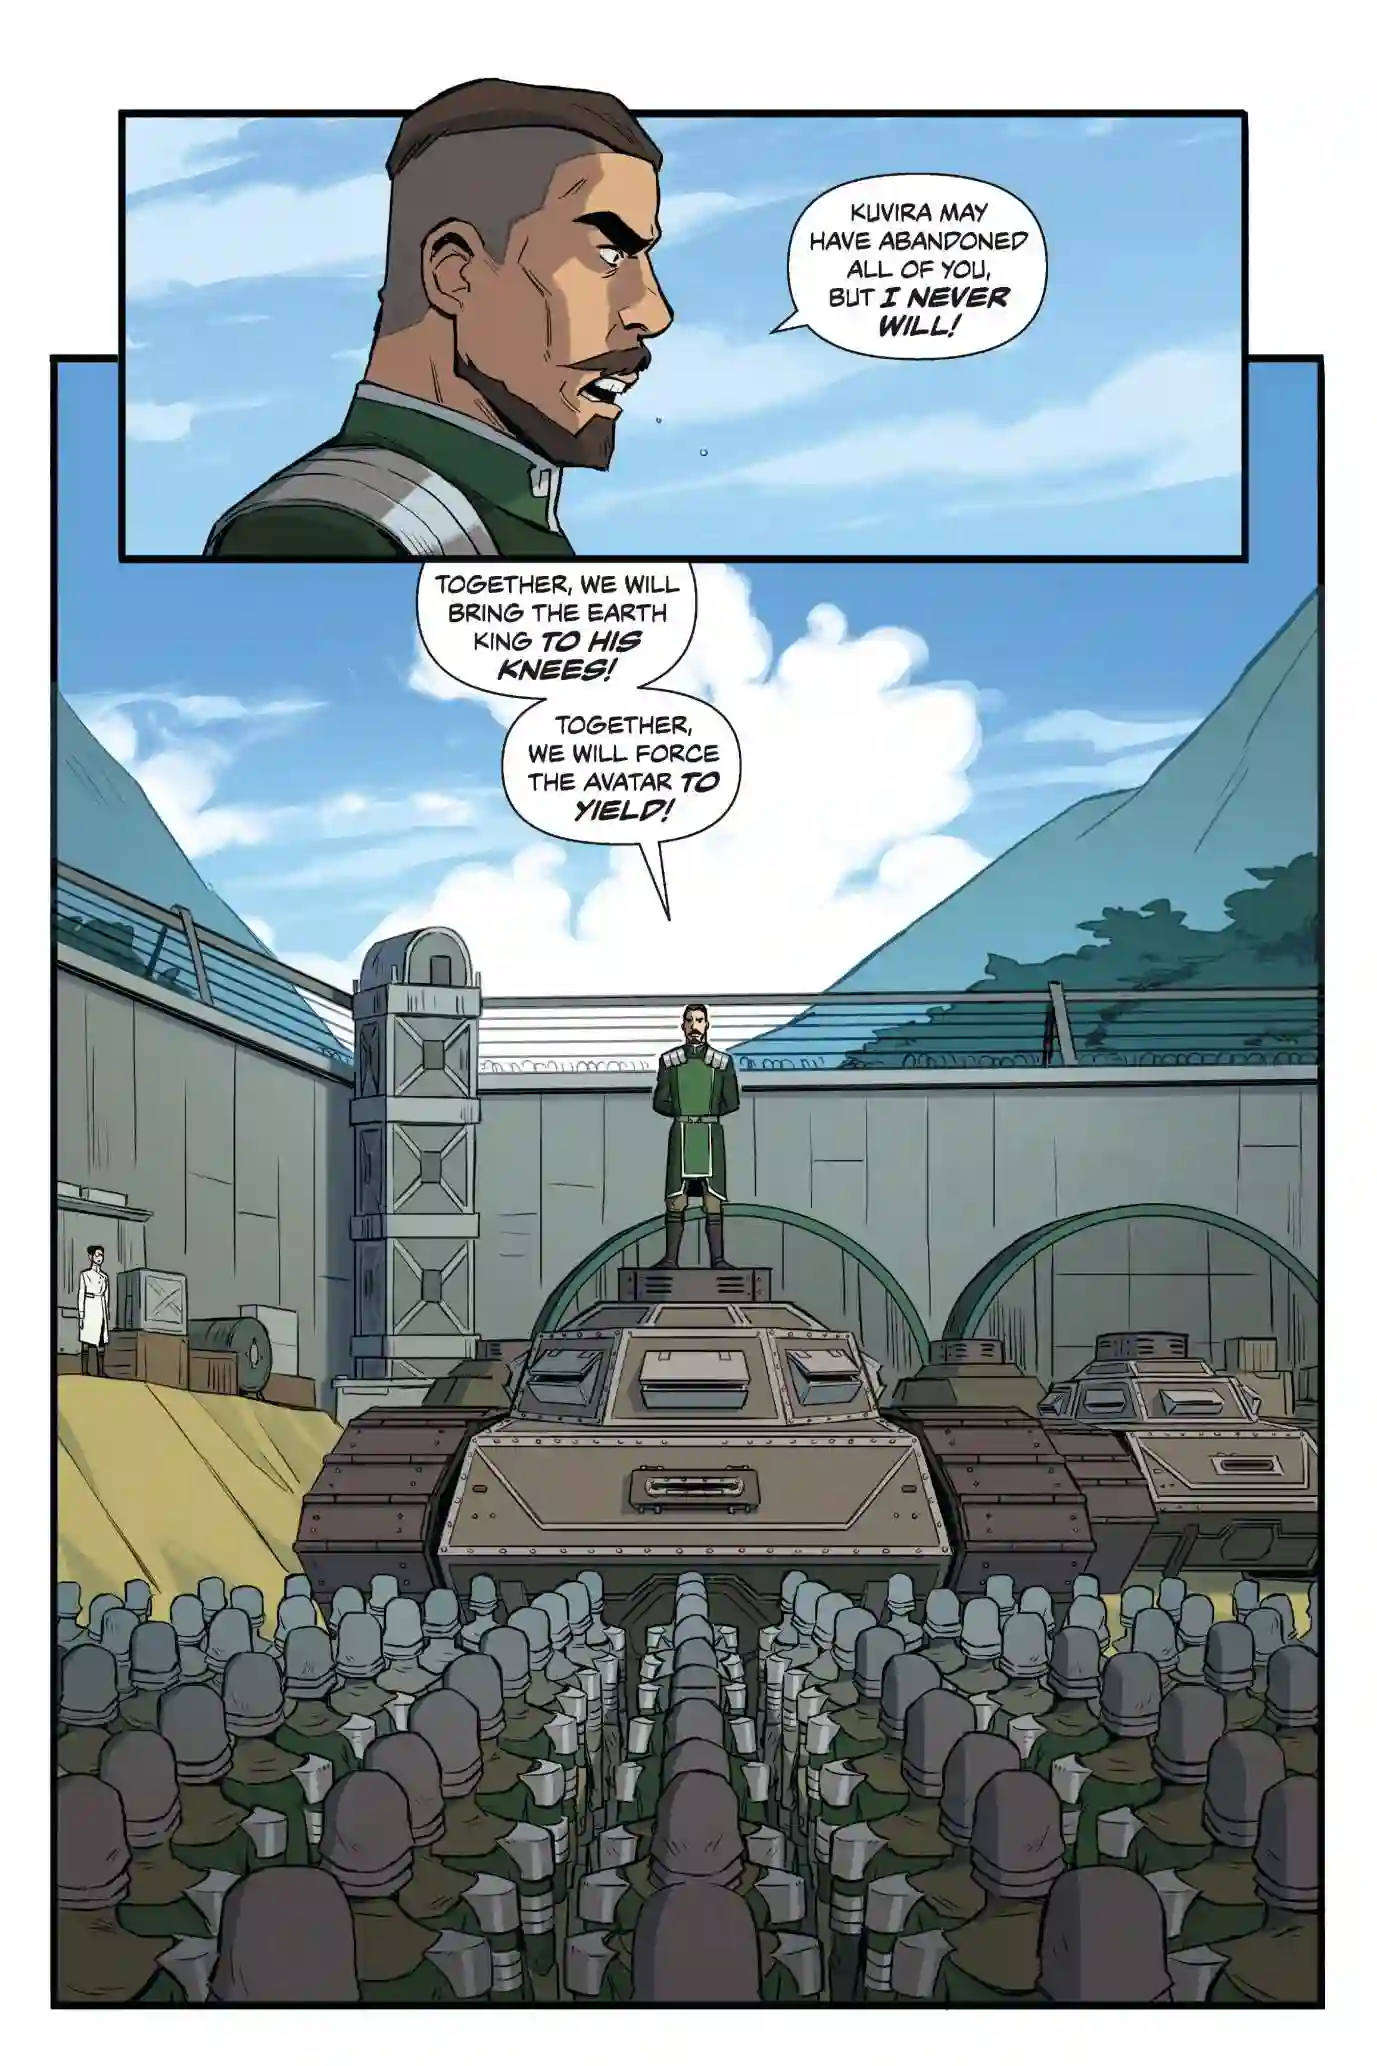 KUVIRA MAY
HAVE ABANDONED
ALL OF YOU,
BUT I NEVER
WILL!
TOGETHER, WE WILL
BRING THE EARTH
KING TO HIS
KNEES!
TOGETHER,
WE WILL FORCE
THE AVATAR TO
YIELD!